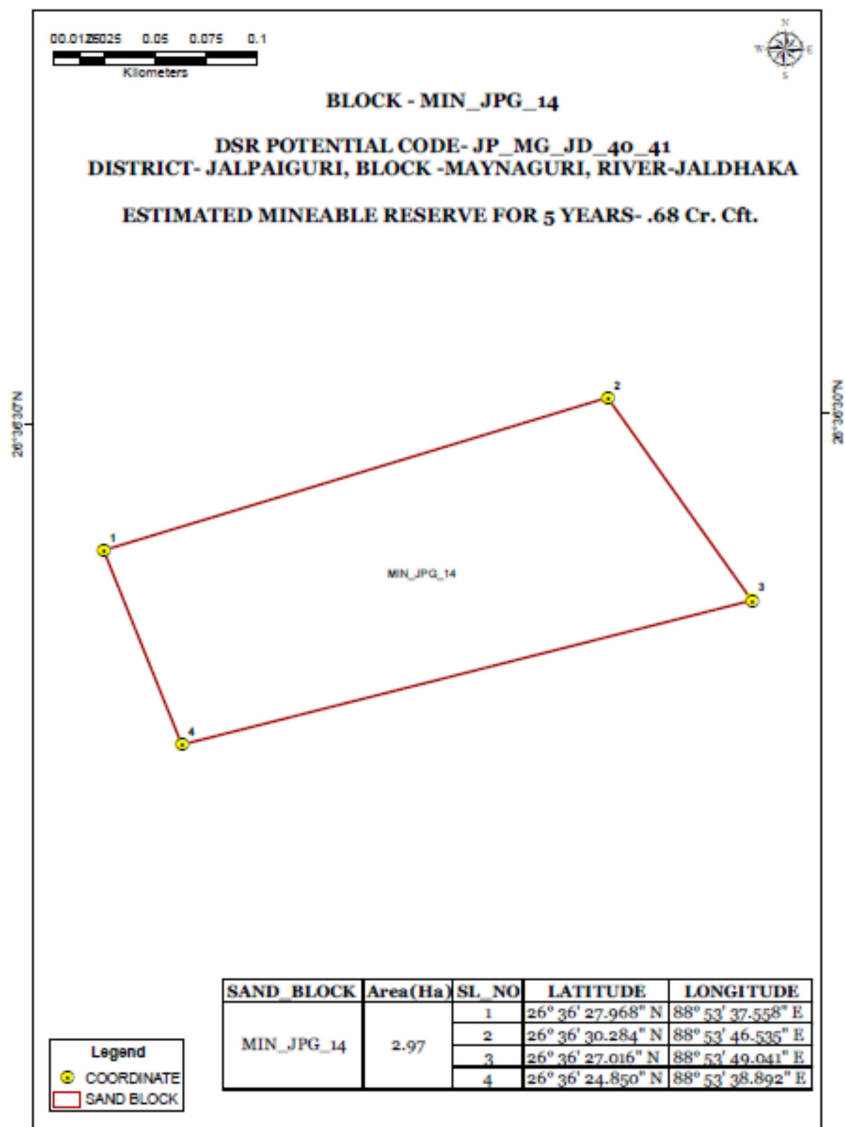 00.0125025 0.05 0.075 0.1
Kilometers
N
W E
S
BLOCK - MIN_JPG_14
DSR POTENTIAL CODE- JP_MG_JD_40_41
DISTRICT- JALPAIGURI, BLOCK -MAYNAGURI, RIVER-JALDHAKA
ESTIMATED MINEABLE RESERVE FOR 5 YEARS- .68 Cr. Cft.
26°36'30"N
26°36'30"N
2
1
MIN_JPG_14
3
4
SAND_BLOCK Area(Ha) SL_NO LATITUDE LONGITUDE
MIN_JPG_14 2.97
1 26° 36' 27.968" N 88° 53' 37.558" E
2 26° 36' 30.284" N 88° 53' 46.535" E
3 26° 36' 27.016" N 88° 53' 49.041" E
4 26° 36' 24.850" N 88° 53' 38.892" E
Legend
COORDINATE
SAND BLOCK